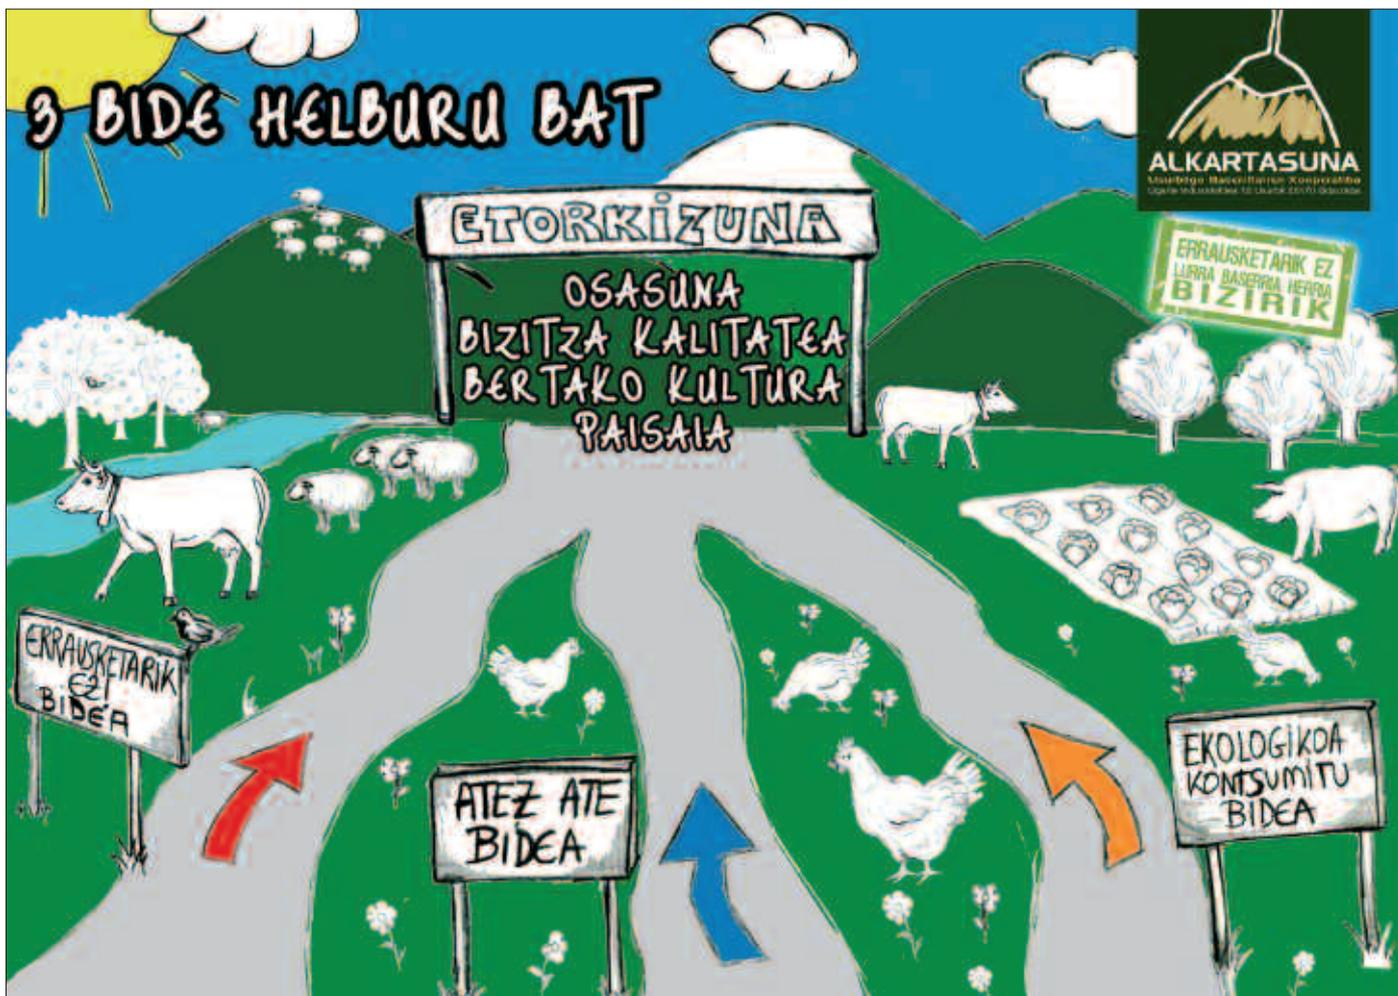 3 BIDE HELBURU BAT
ALKARTASUNA
Kooperatiba
ETORKIZUNA
ERRAUSKETARIK EZ
LURRA BASERRIA HERRIA
BIZIRIK
OSASUNA
BIZITZA KALITATEA
BERTAKO KULTURA
PAISAIA
ERRAUSKETARIK
EZ!
BIDEA
ATEZ ATE
BIDEA
EKOLOGIKOA
KONTSUMITU
BIDEA